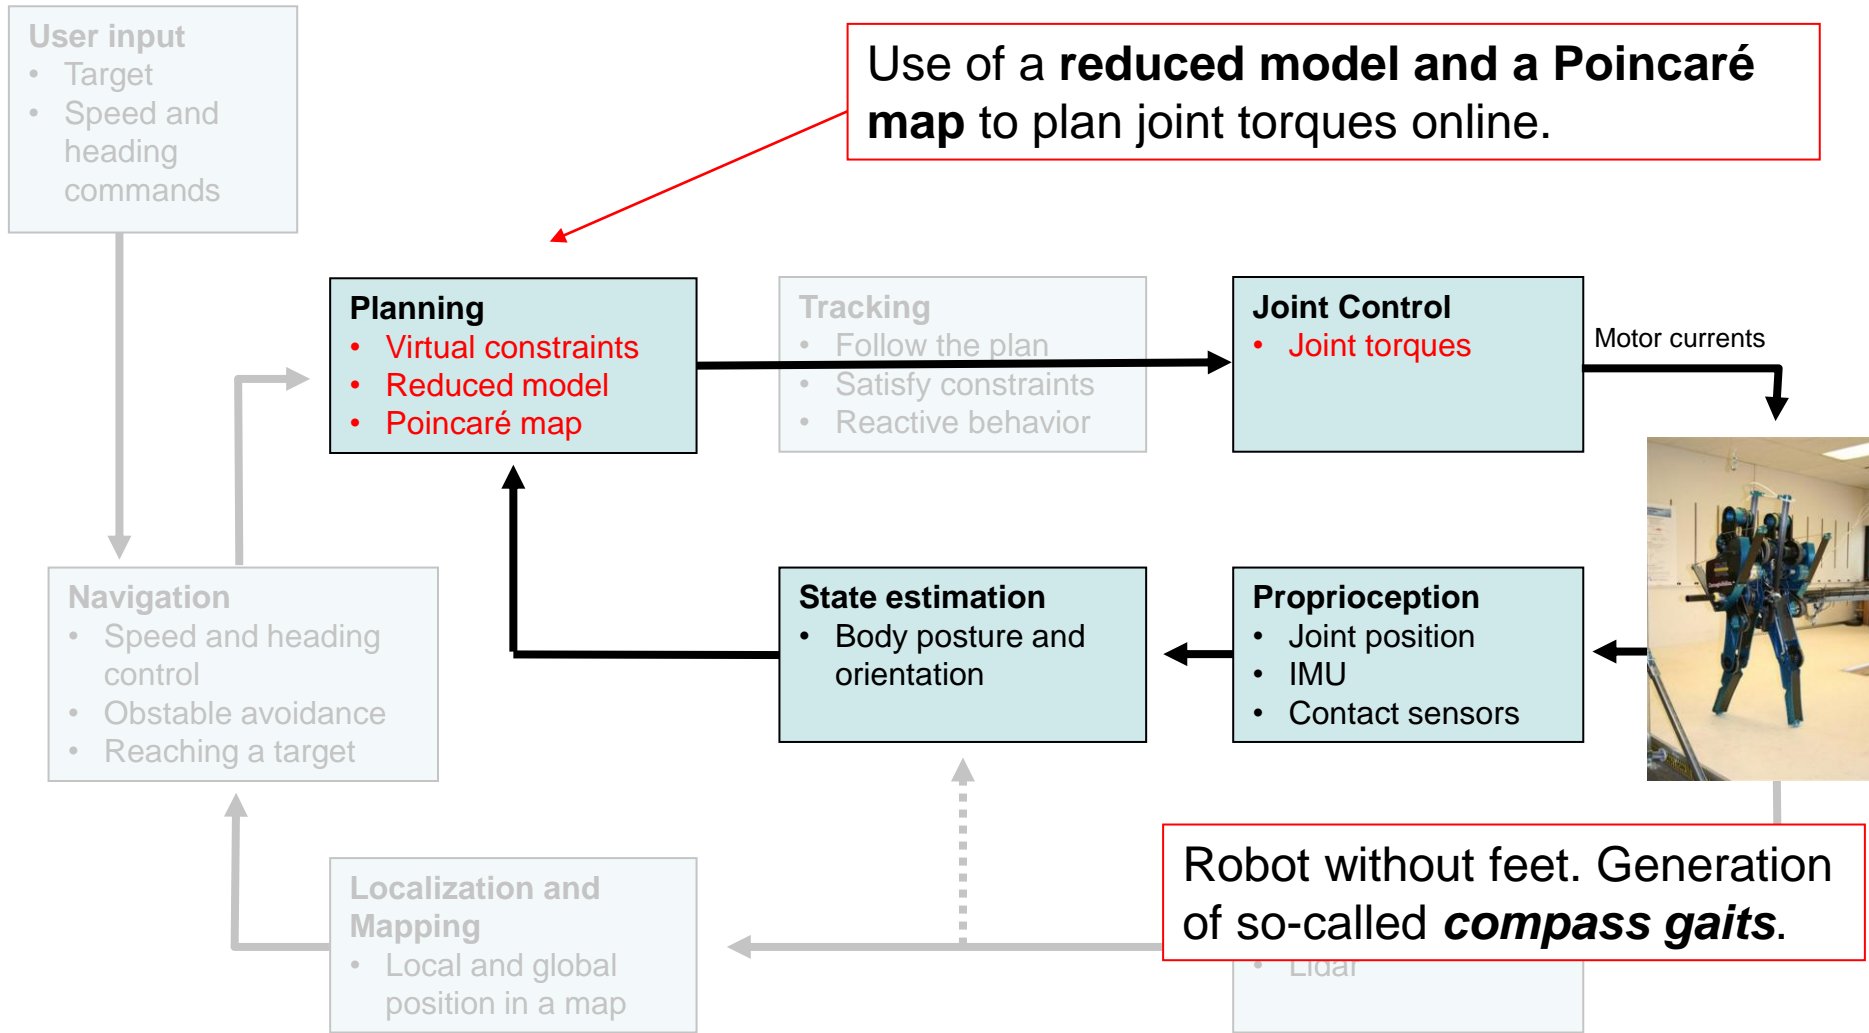 User input
• Target
• Speed and
heading
commands
Use of a reduced model and a Poincaré
map to plan joint torques online.
Planning
• Virtual constraints
• Reduced model
• Poincaré map
Tracking
• Follow the plan
• Satisfy constraints
• Reactive behavior
Joint Control
• Joint torques
Motor currents
Navigation
• Speed and heading
control
• Obstable avoidance
• Reaching a target
State estimation
• Body posture and
orientation
Proprioception
• Joint position
• IMU
• Contact sensors
Localization and
Mapping
• Local and global
position in a map
Robot without feet. Generation
of so-called compass gaits.
• Lidar